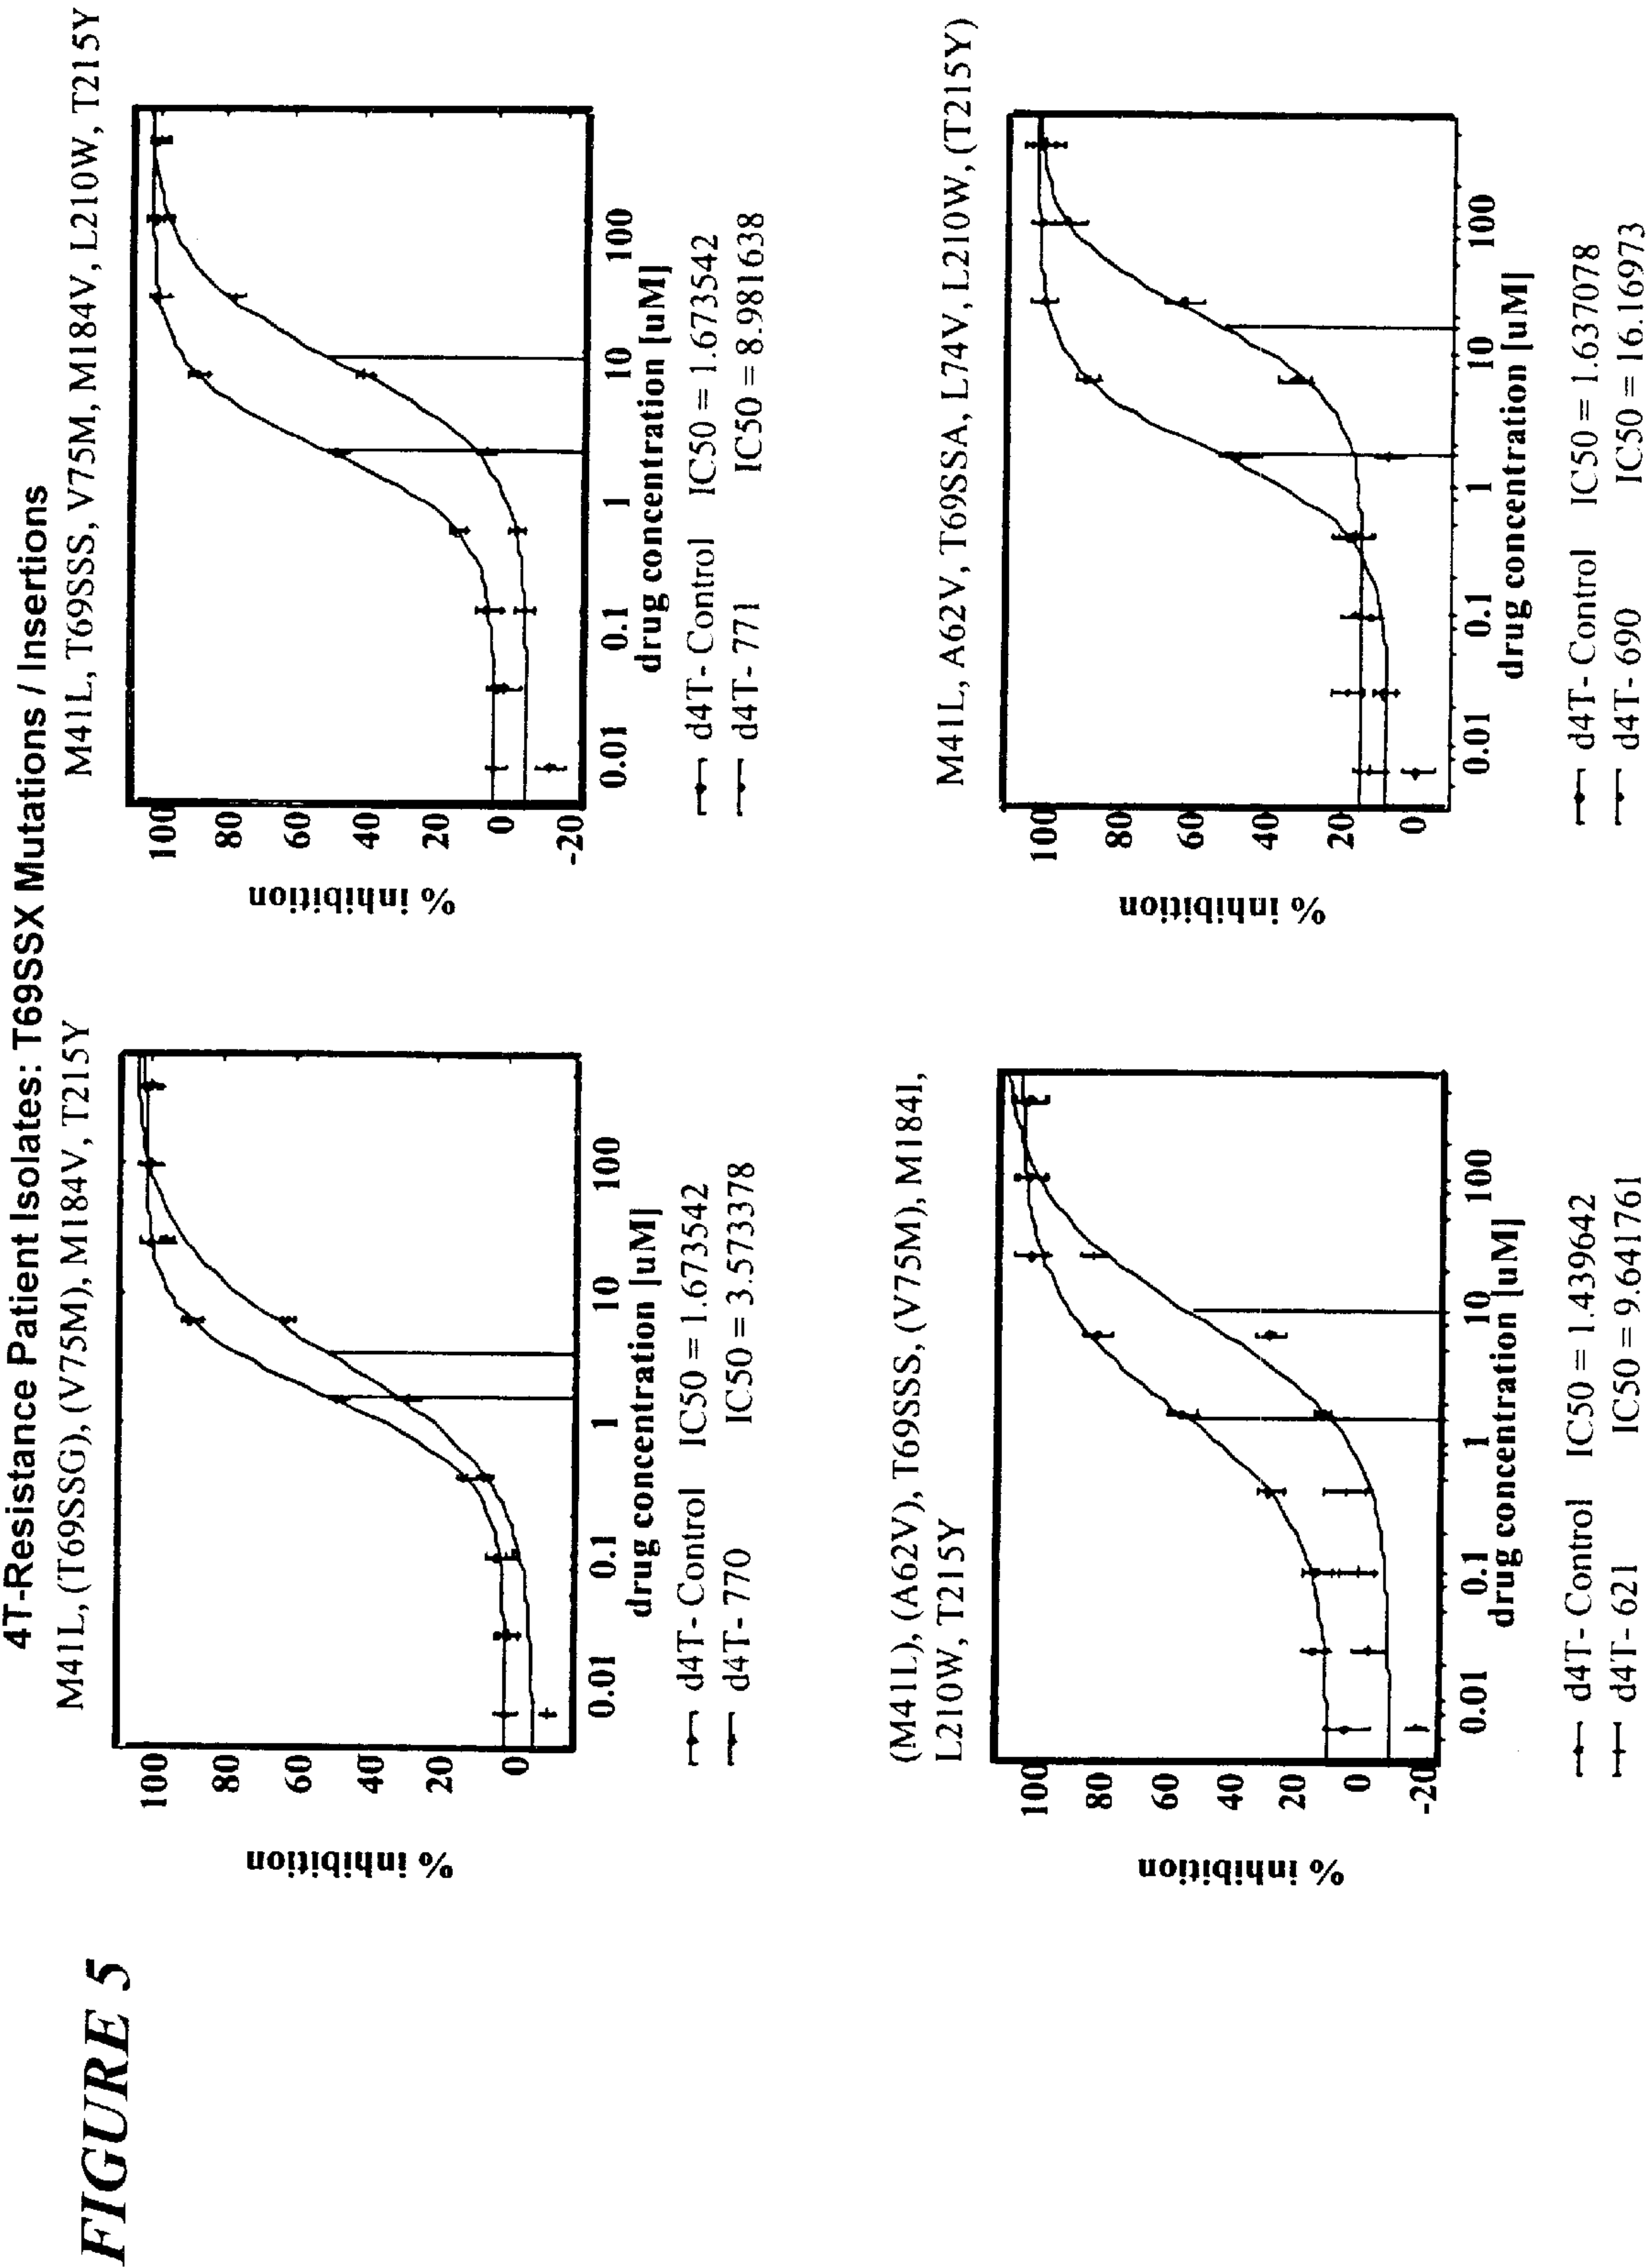 FIGURE 5
4T-Resistance Patient Isolates: T69SSX Mutations / Insertions
M41L, (T69SSG), (V75M), M184V, T215Y
% inhibition
100
80
60
40
20
0
0.01
0.1
1
10
100
drug concentration [uM]
d4T- Control IC50 = 1.673542
d4T- 770 IC50 = 3.573378
M41L, T69SSS, V75M, M184V, L210W, T215Y
% inhibition
100
80
60
40
20
0
-20
0.01
0.1
1
10
100
drug concentration [uM]
d4T- Control IC50 = 1.673542
d4T- 771 IC50 = 8.981638
(M41L), (A62V), T69SSS, (V75M), M184I,
L210W, T215Y
% inhibition
100
80
60
40
20
0
-20
0.01
0.1
1
10
100
drug concentration [uM]
d4T- Control IC50 = 1.439642
d4T- 621 IC50 = 9.641761
M41L, A62V, T69SSA, L74V, L210W, (T215Y)
% inhibition
100
80
60
40
20
0
0.01
0.1
1
10
100
drug concentration [uM]
d4T- Control IC50 = 1.637078
d4T- 690 IC50 = 16.16973